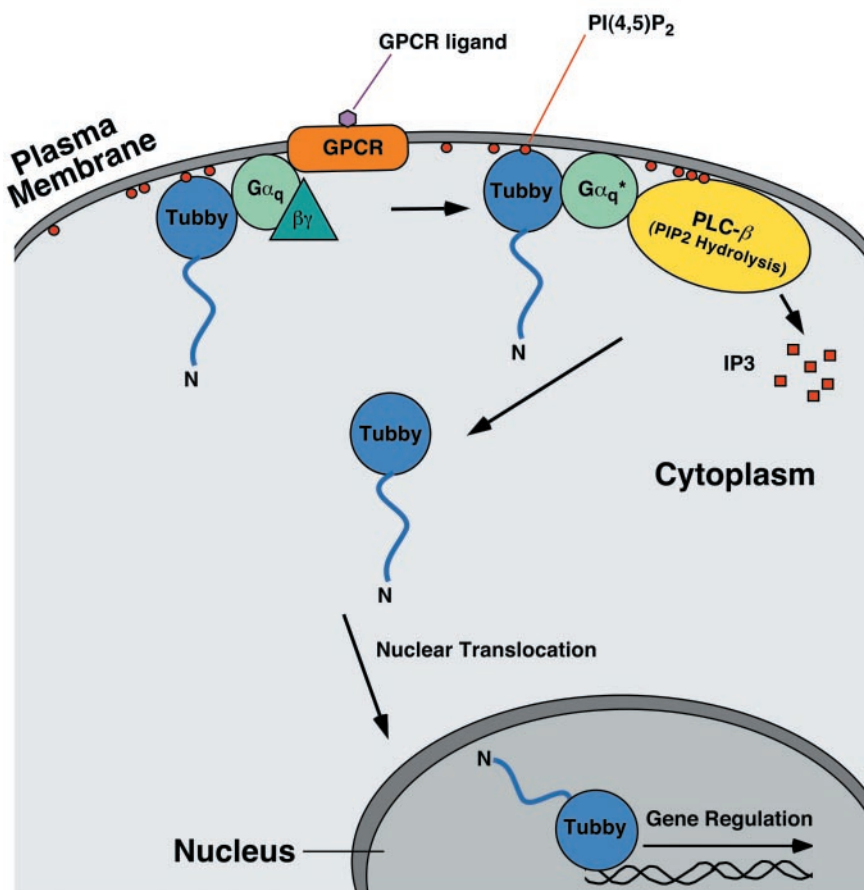 PI(4,5)P₂
GPCR ligand
Plasma
Membrane
GPCR
Gαq
βγ
Tubby
N
Tubby
Gαq*
PLC-β
(PIP2 Hydrolysis)
N
IP3
Tubby
N
Cytoplasm
Nuclear Translocation
N
Tubby
Gene Regulation
Nucleus